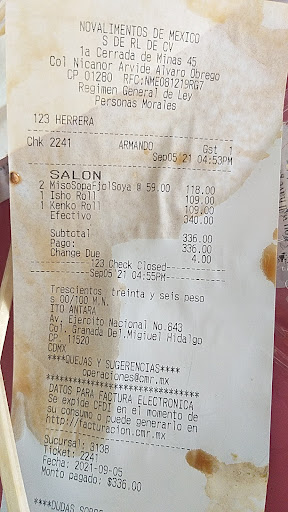 NOVALIMENTOS DE MEXICO
S DE RL DE CV
1a Cerrada de Minas 45
Col Nicanor Arvide Alvaro Obrego
CP 01280 RFC:NME081219RG7
Regimen General de Ley
Personas Morales
123 HERRERA
Chk 2241 ARMANDO Gst 1
Sep05'21 04:53PM
SALON
2 MisoSopaFjolSoya @ 59.00 118.00
1 Isho Roll 109.00
1 Kenko Roll 109.00
Efectivo 340.00
Subtotal 336.00
Pago: 336.00
Change Due 4.00
----------123 Check Closed----------
----------Sep05'21 04:55PM----------
Trescientos treinta y seis peso
s 00/100 M.N.
ITO ANTARA
Av. Ejercito Nacional No.843
Col. Granada Del.Migiuel Hidalgo
CP. 11520
CDMX
****QUEJAS Y SUGERENCIAS****
operaciones@cmr.mx
********************************
DATOS PARA FACTURA ELECTRONICA
Se expide CFDI en el momento de
su consumo o puede generarlo en
http://facturacion.cmr.mx
********************************
Sucursal: 3138
Ticket: 2241
Fecha: 2021-09-05
Monto pagado: $336.00
****DUDAS